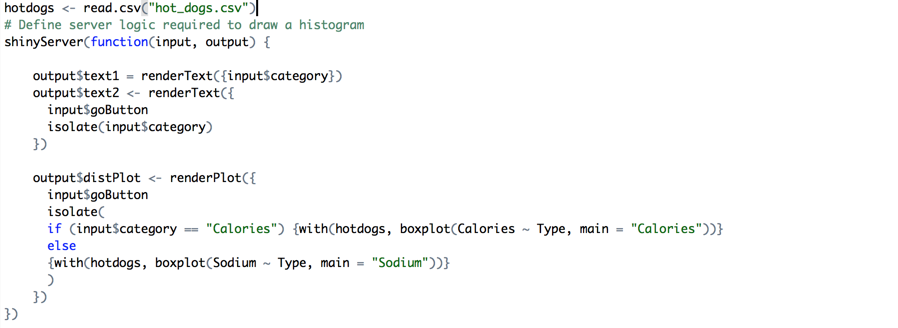 hotdogs <- read.csv("hot_dogs.csv")
# Define server logic required to draw a histogram
shinyServer(function(input, output) {
output$text1 = renderText({input$category})
output$text2 <- renderText({
input$goButton
isolate(input$category)
})
output$distPlot <- renderPlot({
input$goButton
isolate(
if (input$category == "Calories") {with(hotdogs, boxplot(Calories ~ Type, main = "Calories"))}
else
{with(hotdogs, boxplot(Sodium ~ Type, main = "Sodium"))}
)
})
})